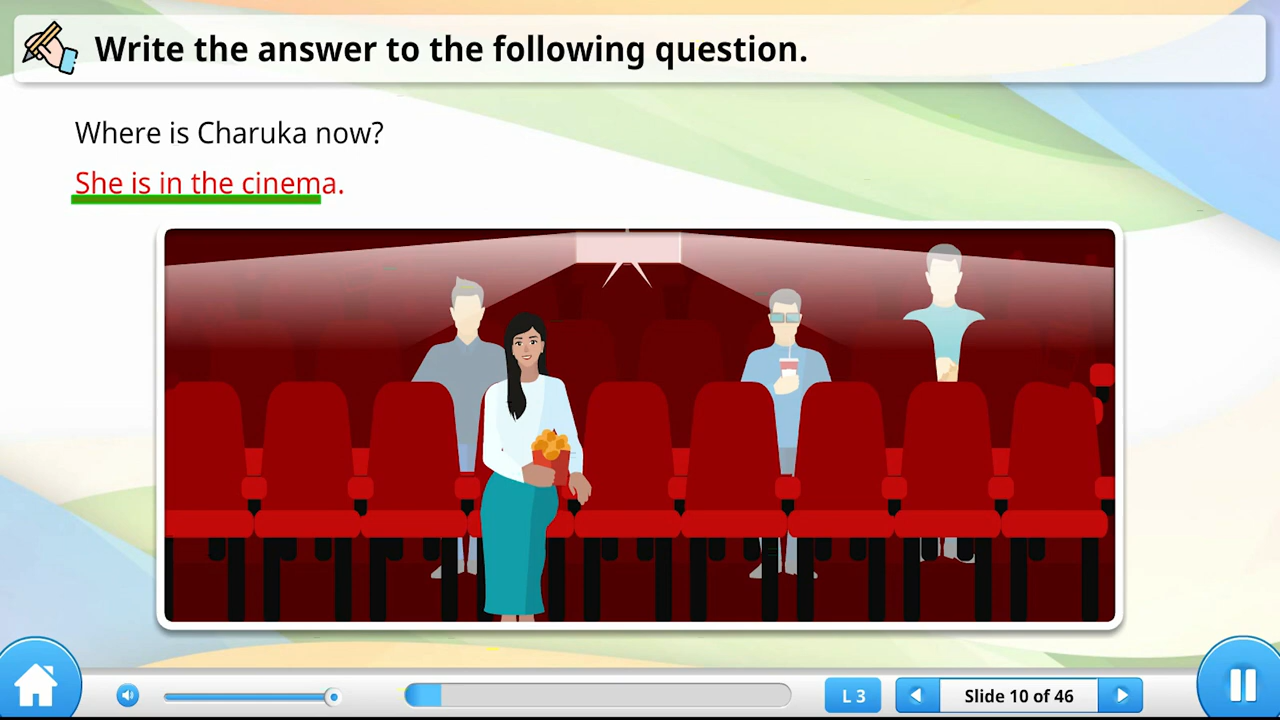 Write the answer to the following question.
Where is Charuka now?
She is in the cinema.
L 3
Slide 10 of 46